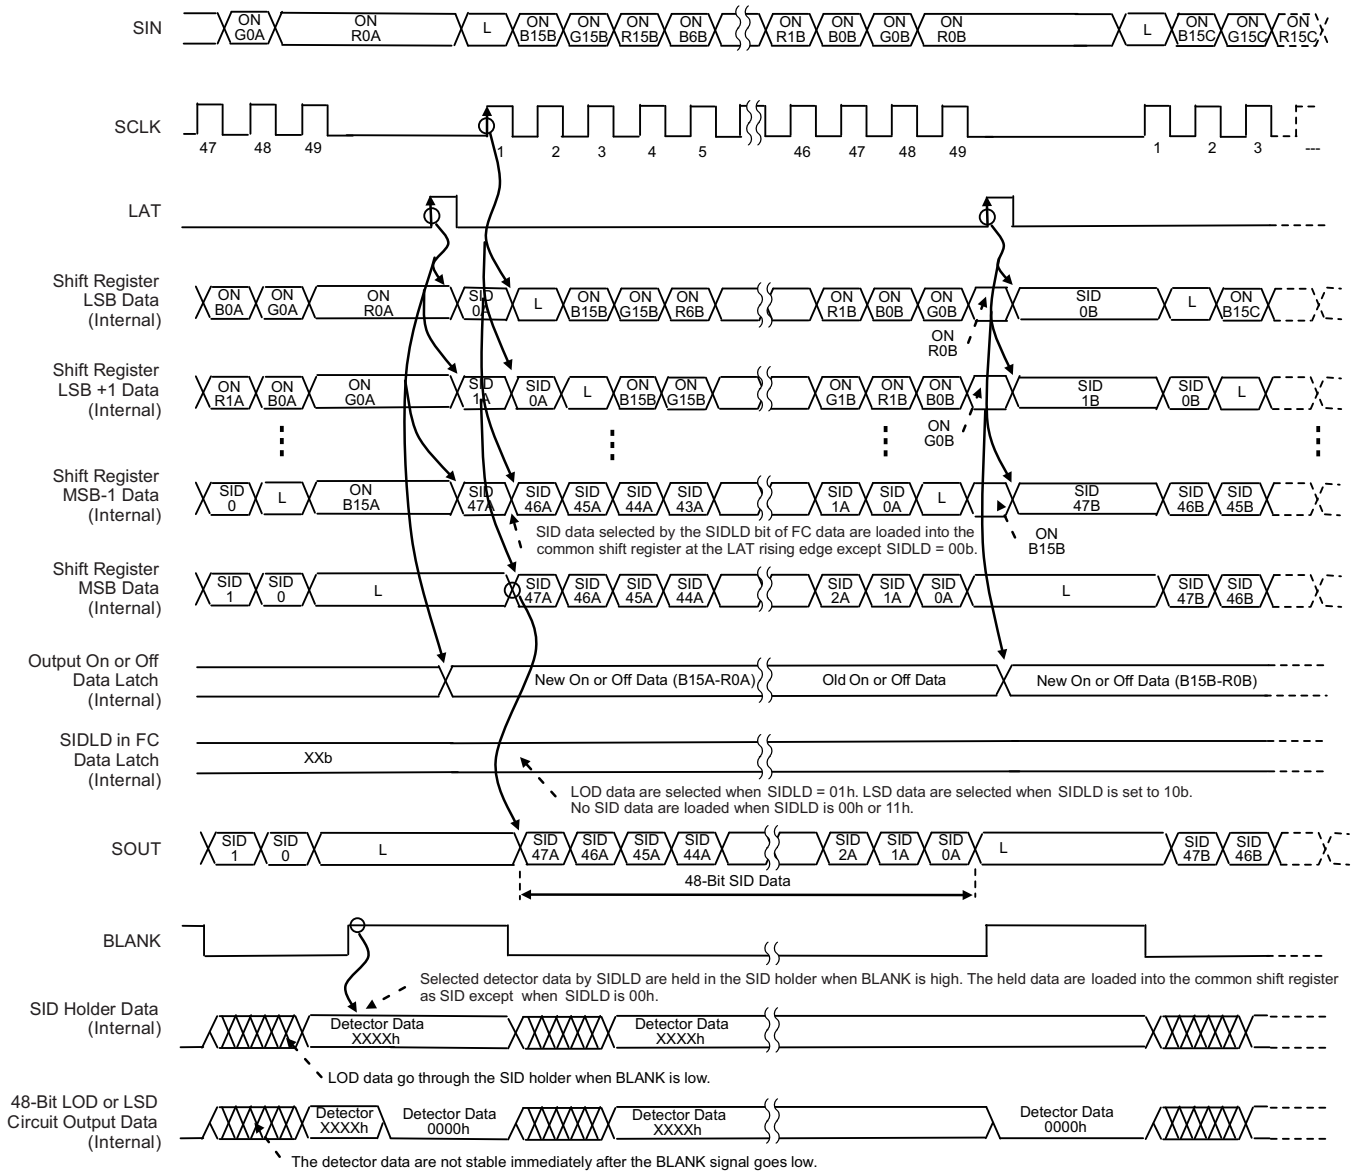 SIN
ON G0A
ON R0A
L
ON B15B
ON G15B
ON R15B
ON B6B
ON R1B
ON B0B
ON G0B
ON R0B
L
ON B15C
ON G15C
ON R15C
SCLK
47 48 49 1 2 3 4 5 46 47 48 49 1 2 3 ---
LAT
Shift Register
LSB Data
(Internal)
ON B0A
ON G0A
ON R0A
SID 0A
L
ON B15B
ON G15B
ON R6B
ON R1B
ON B0B
ON G0B
ON R0B
SID 0B
L
ON B15C
Shift Register
LSB +1 Data
(Internal)
ON R1A
ON B0A
ON G0A
SID 1A
SID 0A
L
ON B15B
ON G15B
ON G1B
ON R1B
ON B0B
ON G0B
SID 1B
SID 0B
L
Shift Register
MSB-1 Data
(Internal)
SID 0
L
ON B15A
SID 47A
SID 46A
SID 45A
SID 44A
SID 43A
SID 1A
SID 0A
L
ON B15B
SID 47B
SID 46B
SID 45B
SID data selected by the SIDLD bit of FC data are loaded into the
common shift register at the LAT rising edge except SIDLD = 00b.
Shift Register
MSB Data
(Internal)
SID 1
SID 0
L
SID 47A
SID 46A
SID 45A
SID 44A
SID 2A
SID 1A
SID 0A
L
SID 47B
SID 46B
Output On or Off
Data Latch
(Internal)
New On or Off Data (B15A-R0A)
Old On or Off Data
New On or Off Data (B15B-R0B)
SIDLD in FC
Data Latch
(Internal)
XXb
LOD data are selected when SIDLD = 01h. LSD data are selected when SIDLD is set to 10b.
No SID data are loaded when SIDLD is 00h or 11h.
SOUT
SID 1
SID 0
L
SID 47A
SID 46A
SID 45A
SID 44A
SID 2A
SID 1A
SID 0A
L
SID 47B
SID 46B
48-Bit SID Data
BLANK
Selected detector data by SIDLD are held in the SID holder when BLANK is high. The held data are loaded into the common shift register
as SID except when SIDLD is 00h.
SID Holder Data
(Internal)
Detector Data
XXXXh
Detector Data
XXXXh
LOD data go through the SID holder when BLANK is low.
48-Bit LOD or LSD
Circuit Output Data
(Internal)
Detector
XXXXh
Detector Data
0000h
Detector Data
XXXXh
Detector Data
0000h
The detector data are not stable immediately after the BLANK signal goes low.